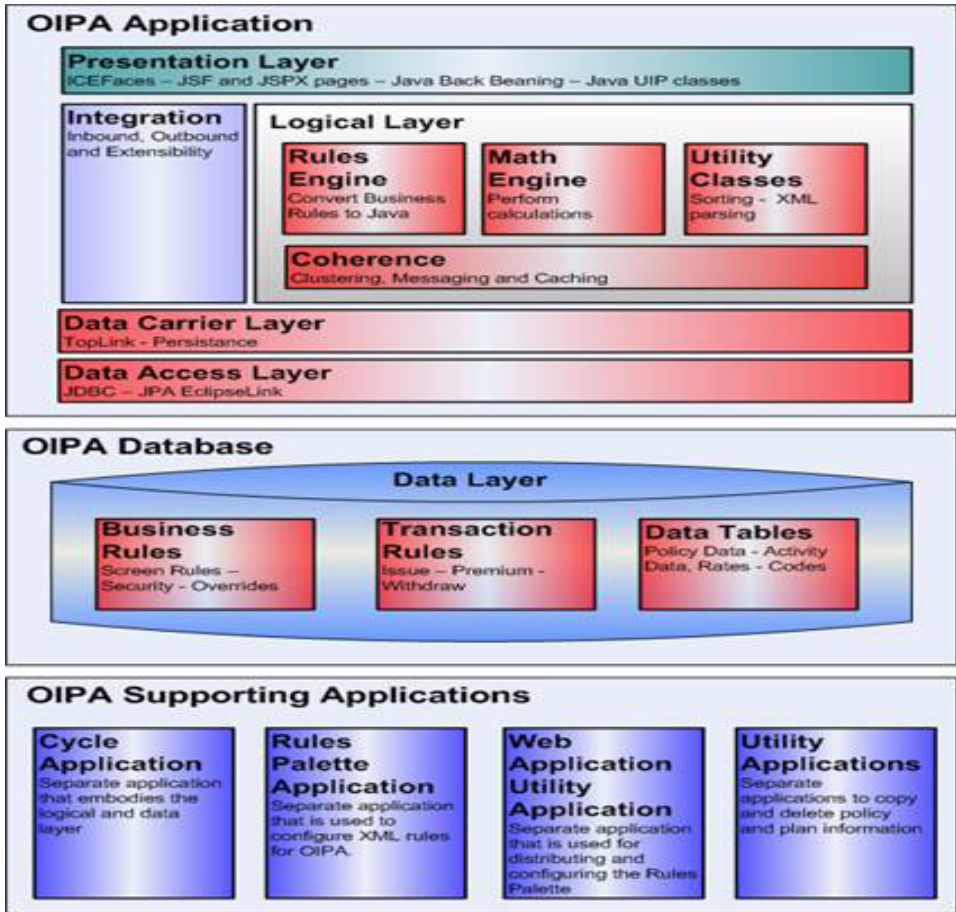 OIPA Application
Presentation Layer
ICEFaces – JSF and JSPX pages – Java Back Beaning – Java UIP classes
Integration
Inbound, Outbound
and Extensibility
Logical Layer
Rules
Engine
Convert Business
Rules to Java
Math
Engine
Perform
calculations
Utility
Classes
Sorting - XML
parsing
Coherence
Clustering, Messaging and Caching
Data Carrier Layer
TopLink - Persistance
Data Access Layer
JDBC – JPA EclipseLink
OIPA Database
Data Layer
Business
Rules
Screen Rules –
Security - Overrides
Transaction
Rules
Issue – Premium -
Withdraw
Data Tables
Policy Data - Activity
Data, Rates - Codes
OIPA Supporting Applications
Cycle
Application
Separate application
that embodies the
logical and data
layer
Rules
Palette
Application
Separate application
that is used to
configure XML rules
for OIPA.
Web
Application
Utility
Application
Separate application
that is used for
distributing and
configuring the Rules
Palette
Utility
Applications
Separate
applications to copy
and delete policy
and plan information